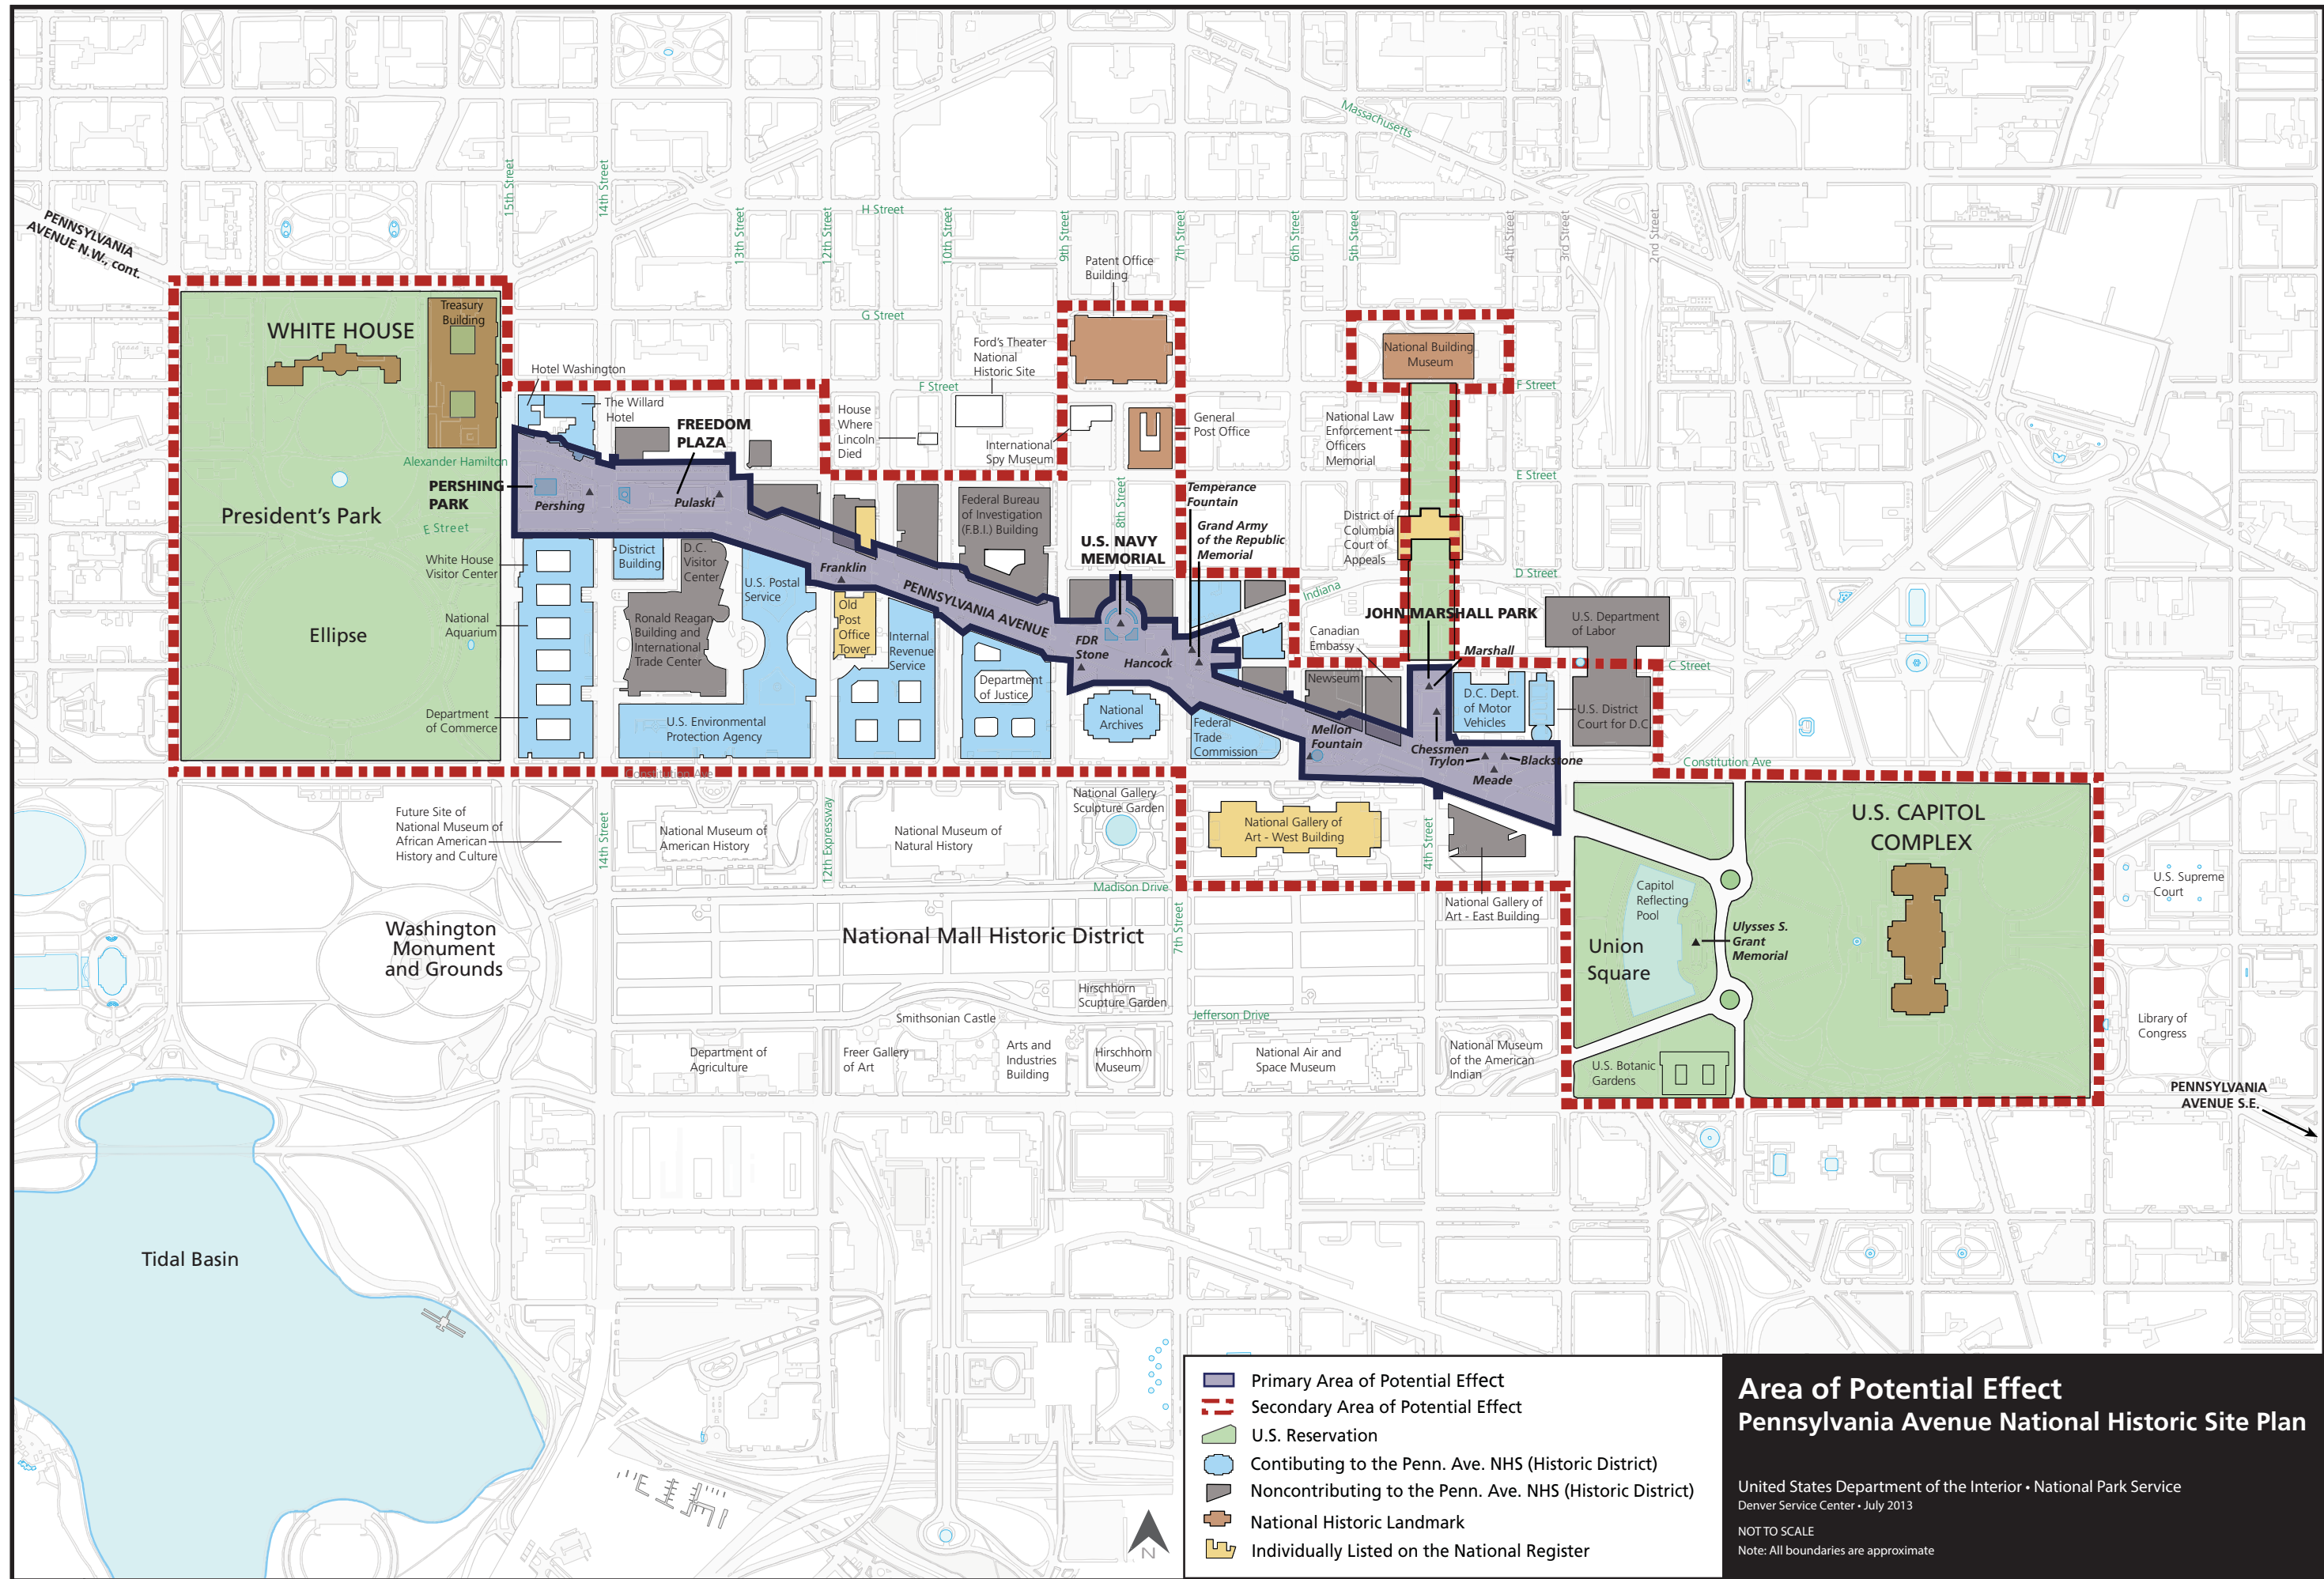 Massachusetts
PENNSYLVANIA
AVENUE N.W., cont.
15th Street
14th Street
13th Street
12th Street
H Street
10th Street
9th Street
7th Street
6th Street
5th Street
4th Street
3rd Street
2nd Street
Patent Office
Building
Treasury
Building
WHITE HOUSE
G Street
Ford's Theater
National
Historic Site
National Building
Museum
Hotel Washington
F Street
F Street
The Willard
Hotel
FREEDOM
PLAZA
House
Where
Lincoln
Died
International
Spy Museum
General
Post Office
National Law
Enforcement
Officers
Memorial
Alexander Hamilton
PERSHING
PARK
Pershing
Pulaski
E Street
President's Park
E Street
Federal Bureau
of Investigation
(F.B.I.) Building
8th Street
Temperance
Fountain
Grand Army
of the Republic
Memorial
District of
Columbia
Court of
Appeals
U.S. NAVY
MEMORIAL
White House
Visitor Center
District
Building
D.C.
Visitor
Center
U.S. Postal
Service
Franklin
PENNSYLVANIA AVENUE
D Street
Indiana
JOHN MARSHALL PARK
National
Aquarium
Ellipse
Ronald Reagan
Building and
International
Trade Center
Old
Post
Office
Tower
Internal
Revenue
Service
FDR
Stone
Hancock
Canadian
Embassy
Marshall
U.S. Department
of Labor
C Street
Department
of Justice
Newseum
D.C. Dept.
of Motor
Vehicles
U.S. District
Court for D.C.
Department
of Commerce
U.S. Environmental
Protection Agency
National
Archives
Federal
Trade
Commission
Mellon
Fountain
Chessmen
Trylon
Blackstone
Meade
Constitution Ave
Constitution Ave
Future Site of
National Museum of
African American
History and Culture
14th Street
National Museum of
American History
12th Expressway
National Museum of
Natural History
National Gallery
Sculpture Garden
National Gallery of
Art - West Building
4th Street
U.S. CAPITOL
COMPLEX
Madison Drive
National Gallery of
Art - East Building
Capitol
Reflecting
Pool
U.S. Supreme
Court
Washington
Monument
and Grounds
National Mall Historic District
7th Street
Union
Square
Ulysses S.
Grant
Memorial
Hirschhorn
Scupture Garden
Smithsonian Castle
Jefferson Drive
Library of
Congress
Department of
Agriculture
Freer Gallery
of Art
Arts and
Industries
Building
Hirschhorn
Museum
National Air and
Space Museum
National Museum
of the American
Indian
U.S. Botanic
Gardens
PENNSYLVANIA
AVENUE S.E.
Tidal Basin
N
Primary Area of Potential Effect
Secondary Area of Potential Effect
U.S. Reservation
Contibuting to the Penn. Ave. NHS (Historic District)
Noncontributing to the Penn. Ave. NHS (Historic District)
National Historic Landmark
Individually Listed on the National Register
Area of Potential Effect
Pennsylvania Avenue National Historic Site Plan
United States Department of the Interior • National Park Service
Denver Service Center • July 2013
NOT TO SCALE
Note: All boundaries are approximate